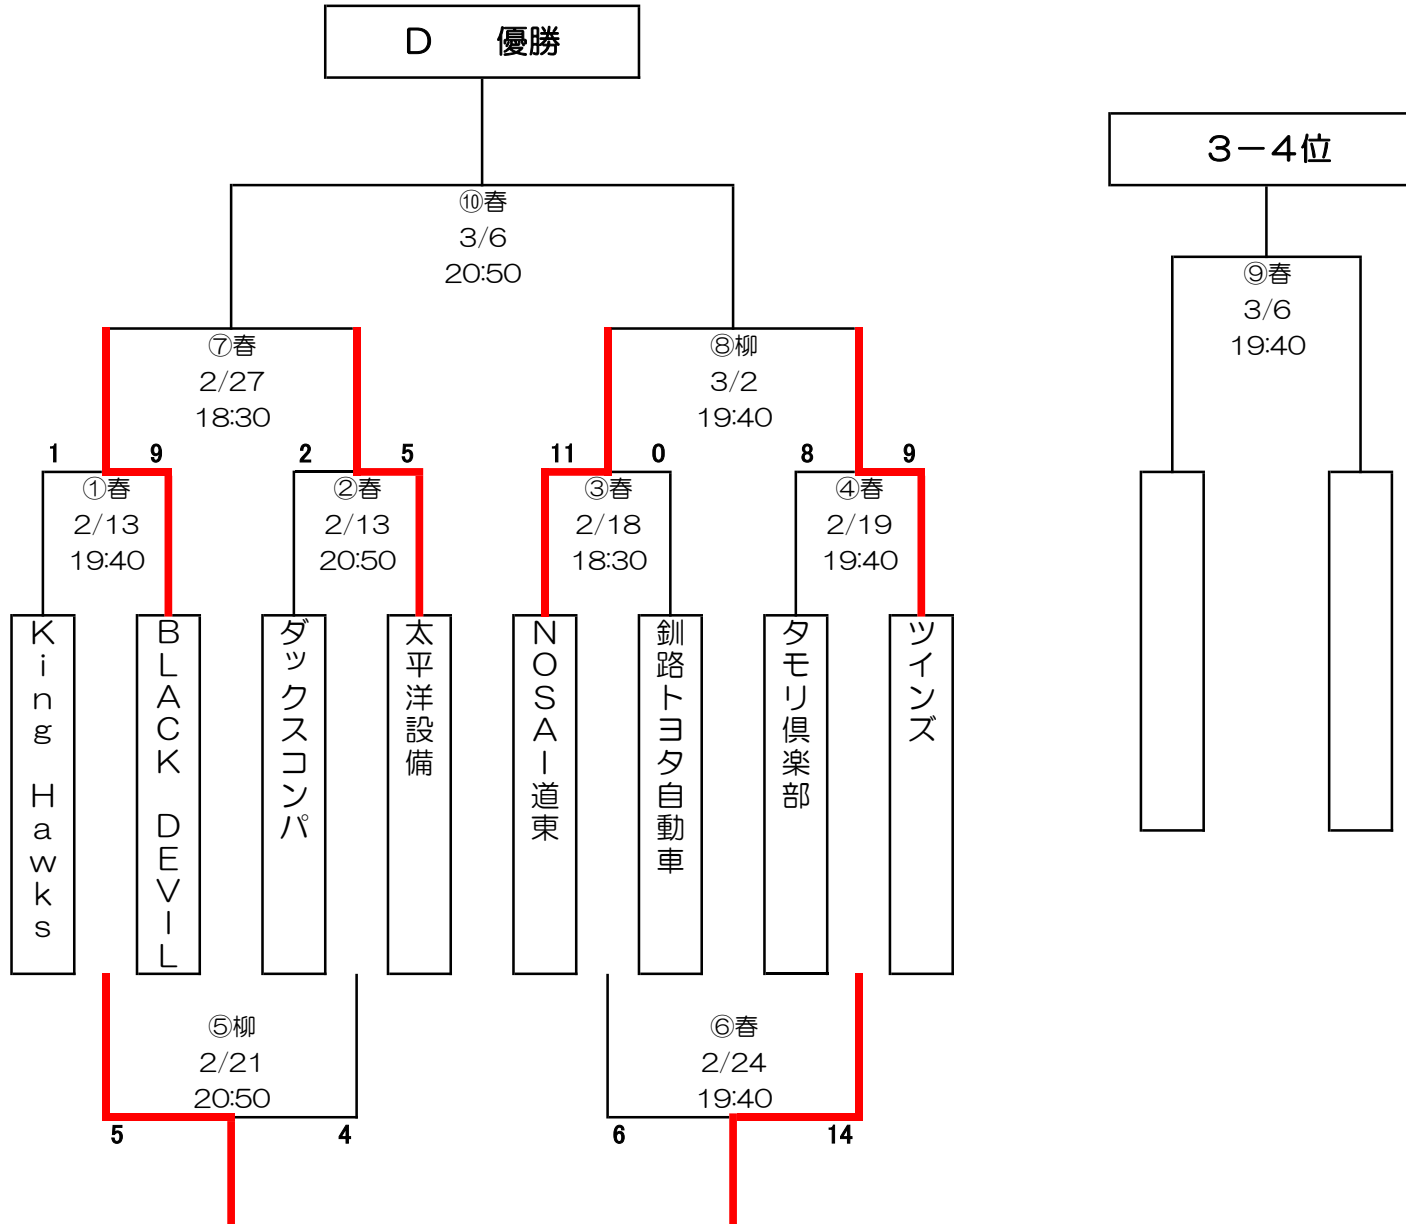 D 優勝
3－4位
⑩春
3/6
20:50
⑨春
3/6
19:40
⑦春
2/27
18:30
⑧柳
3/2
19:40
1 9 2 5 11 0 8 9
①春
2/13
19:40
②春
2/13
20:50
③春
2/18
18:30
④春
2/19
19:40
King Hawks
BLACK DEVIL
ダックスコンパ
太平洋設備
NOSAI道東
釧路トヨタ自動車
タモリ倶楽部
ツインズ
⑤柳
2/21
20:50
⑥春
2/24
19:40
5 4 6 14